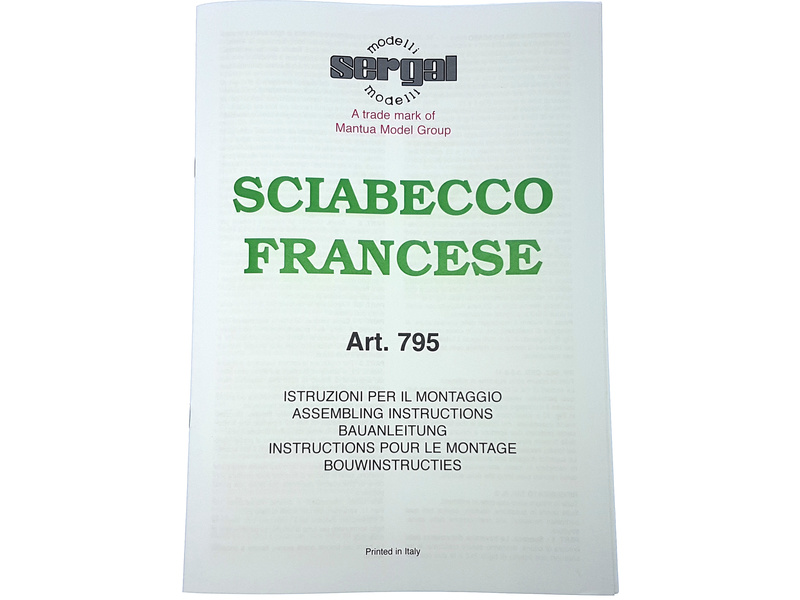 modelli
sergal
modelli
A trade mark of
Mantua Model Group
SCIABECCO
FRANCESE
Art. 795
ISTRUZIONI PER IL MONTAGGIO
ASSEMBLING INSTRUCTIONS
BAUANLEITUNG
INSTRUCTIONS POUR LE MONTAGE
BOUWINSTRUCTIES
Printed in Italy